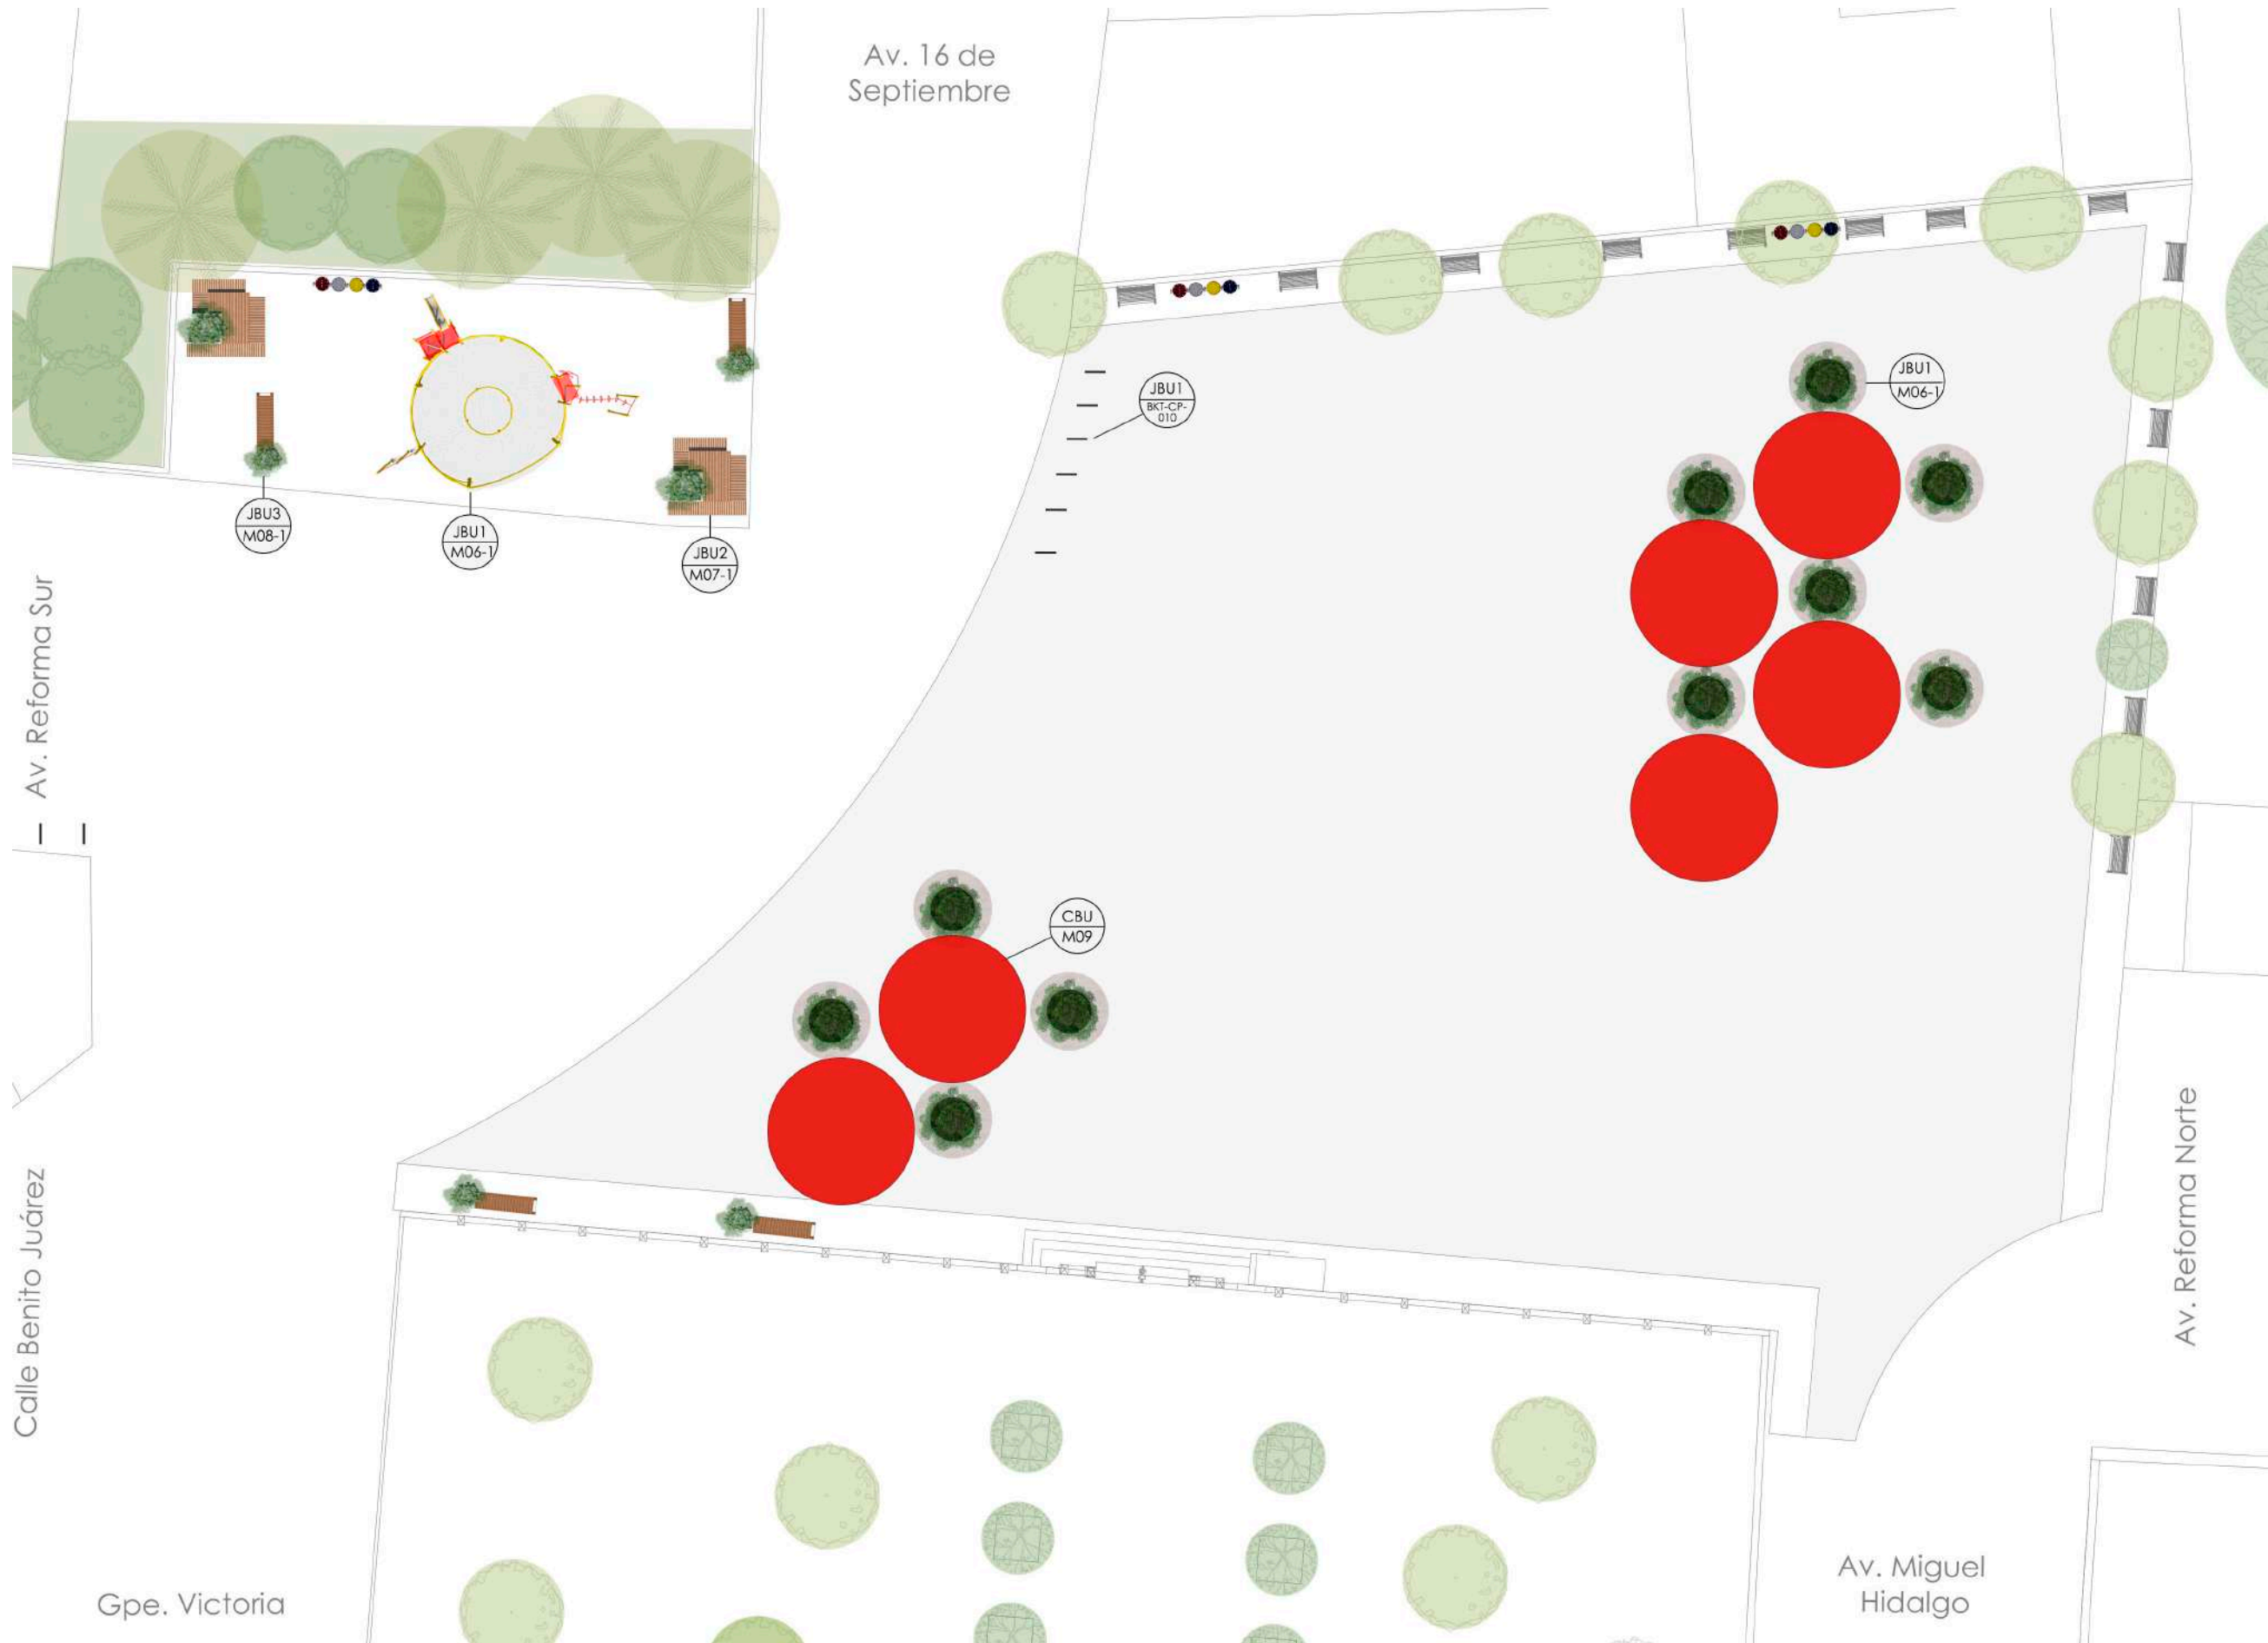 Av. 16 de
Septiembre
JBU1
BKT-CP-
010
JBU1
M06-1
JBU3
M08-1
JBU1
M06-1
JBU2
M07-1
Av. Reforma Sur
CBU
M09
Calle Benito Juárez
Av. Reforma Norte
Gpe. Victoria
Av. Miguel
Hidalgo